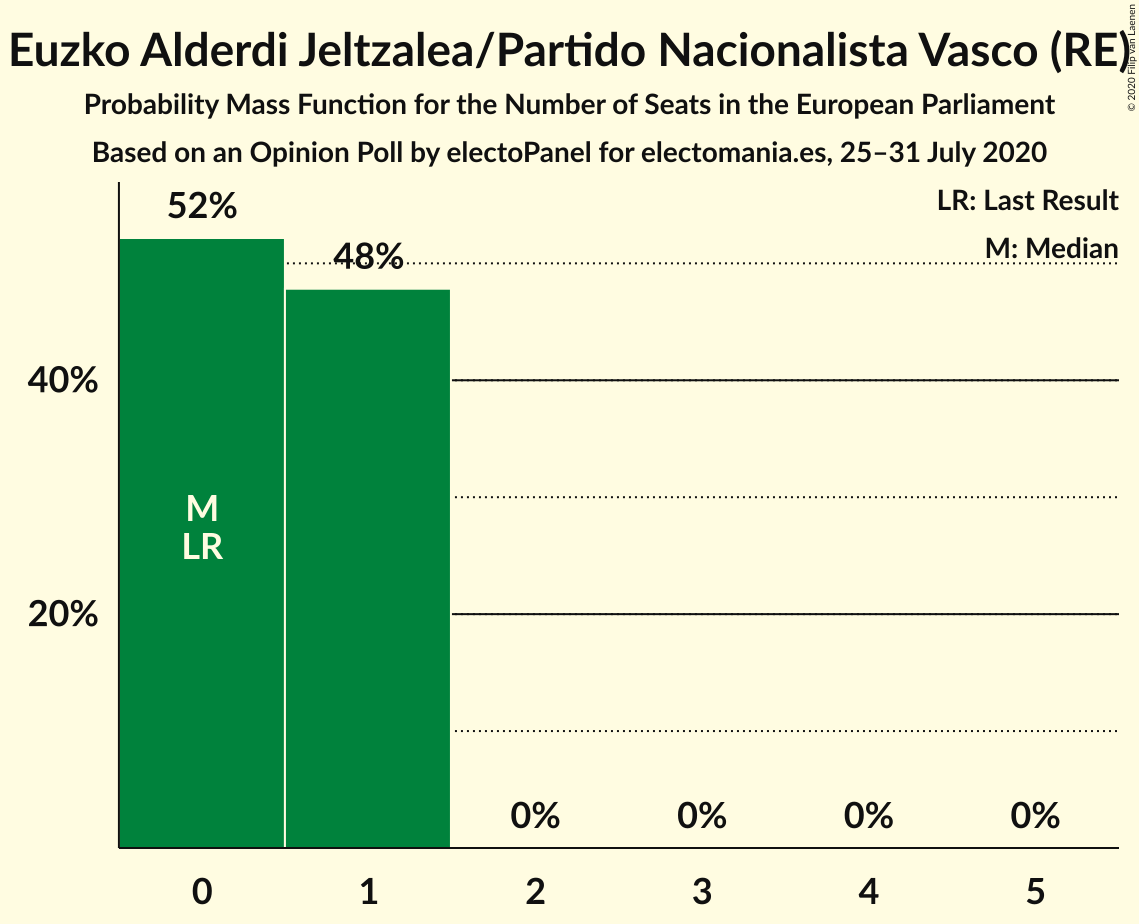 Euzko Alderdi Jeltzalea/Partido Nacionalista Vasco (RE)
© 2020 Filip van Laenen
Probability Mass Function for the Number of Seats in the European Parliament
Based on an Opinion Poll by electoPanel for electomania.es, 25–31 July 2020
LR: Last Result
M: Median
52%
48%
40%
20%
M
LR
0%
0%
0%
0%
0
1
2
3
4
5